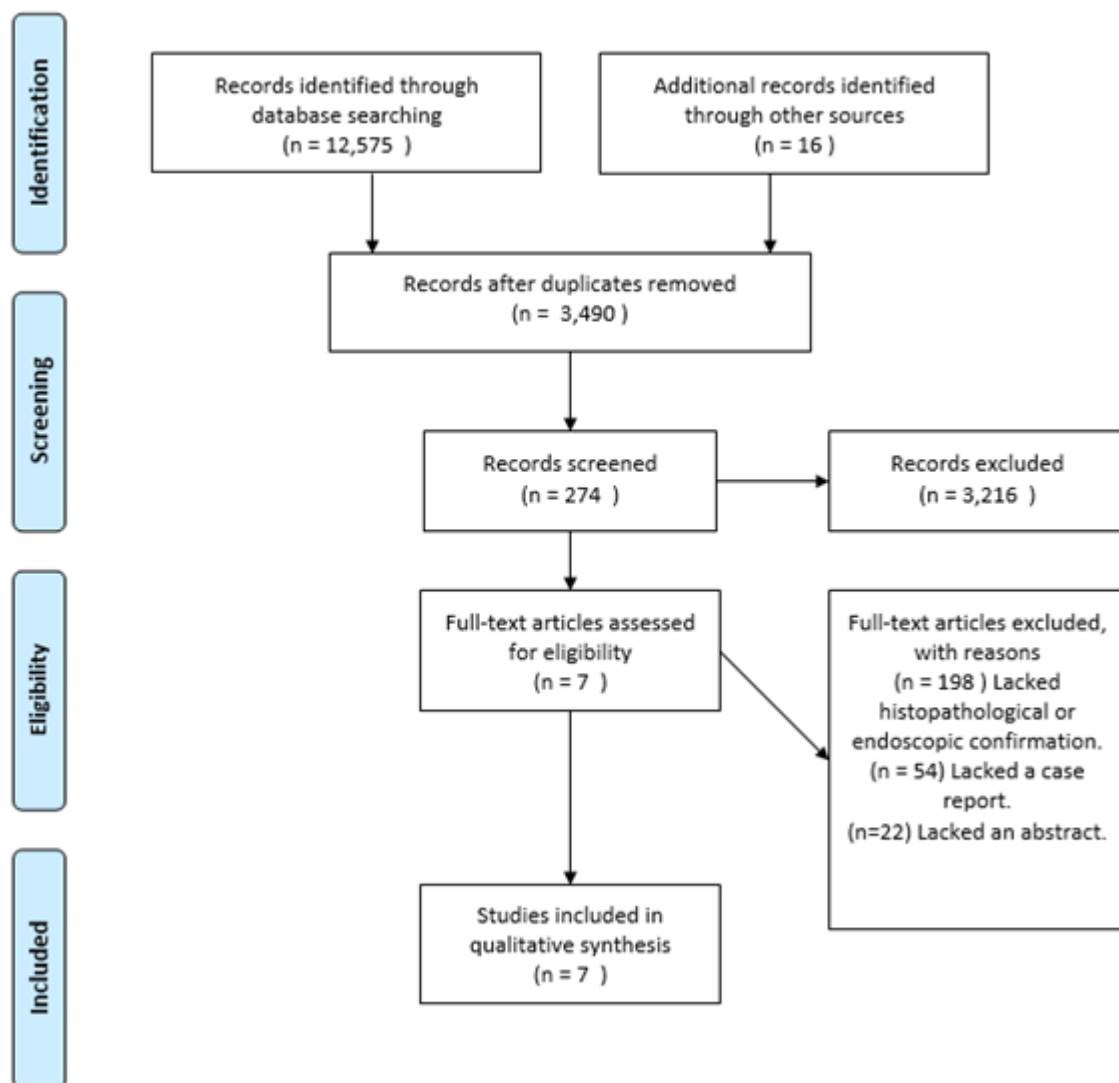 Identification
Records identified through
database searching
(n = 12,575 )
Additional records identified
through other sources
(n = 16 )
Records after duplicates removed
(n = 3,490 )
Screening
Records screened
(n = 274 )
Records excluded
(n = 3,216 )
Eligibility
Full-text articles assessed
for eligibility
(n = 7 )
Full-text articles excluded,
with reasons
(n = 198 ) Lacked
histopathological or
endoscopic confirmation.
(n = 54) Lacked a case
report.
(n=22) Lacked an abstract.
Included
Studies included in
qualitative synthesis
(n = 7 )